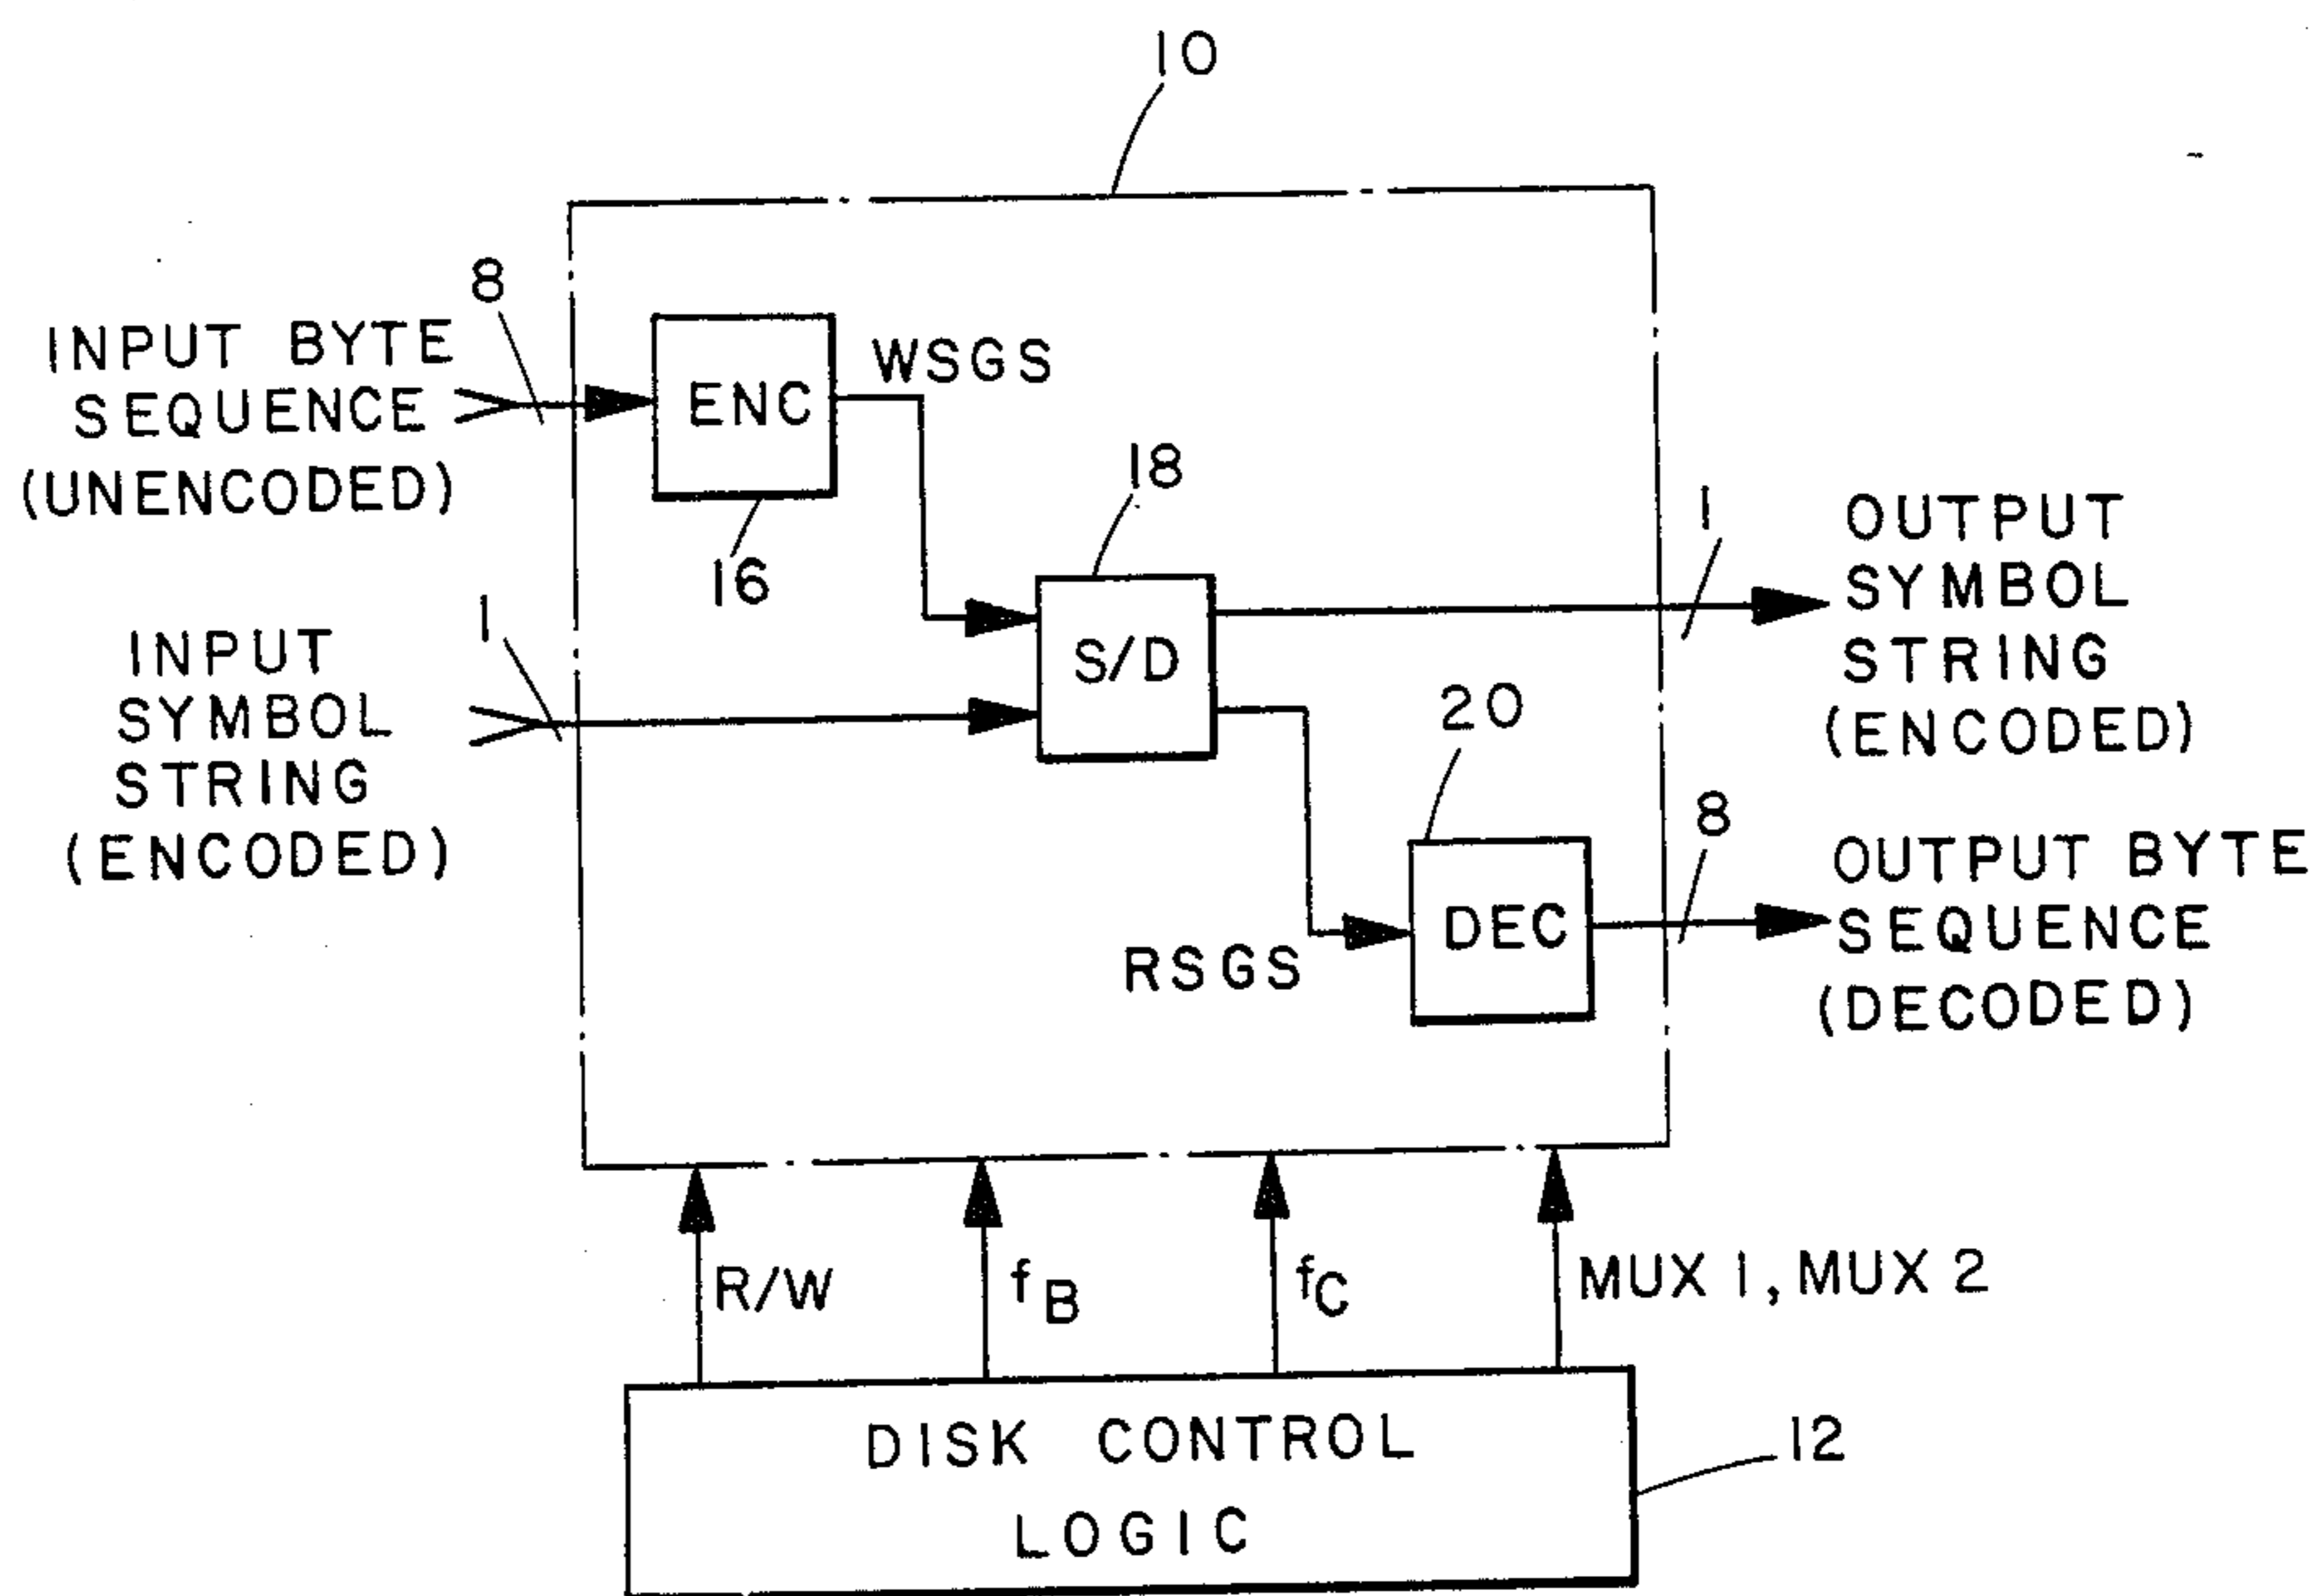 10
8
INPUT BYTE
SEQUENCE
(UNENCODED)
ENC
WSGS
16
18
1
OUTPUT
SYMBOL
STRING
(ENCODED)
1
INPUT
SYMBOL
STRING
(ENCODED)
S/D
20
8
OUTPUT BYTE
SEQUENCE
(DECODED)
DEC
RSGS
R/W
fB
fC
MUX 1, MUX 2
DISK CONTROL
LOGIC
12